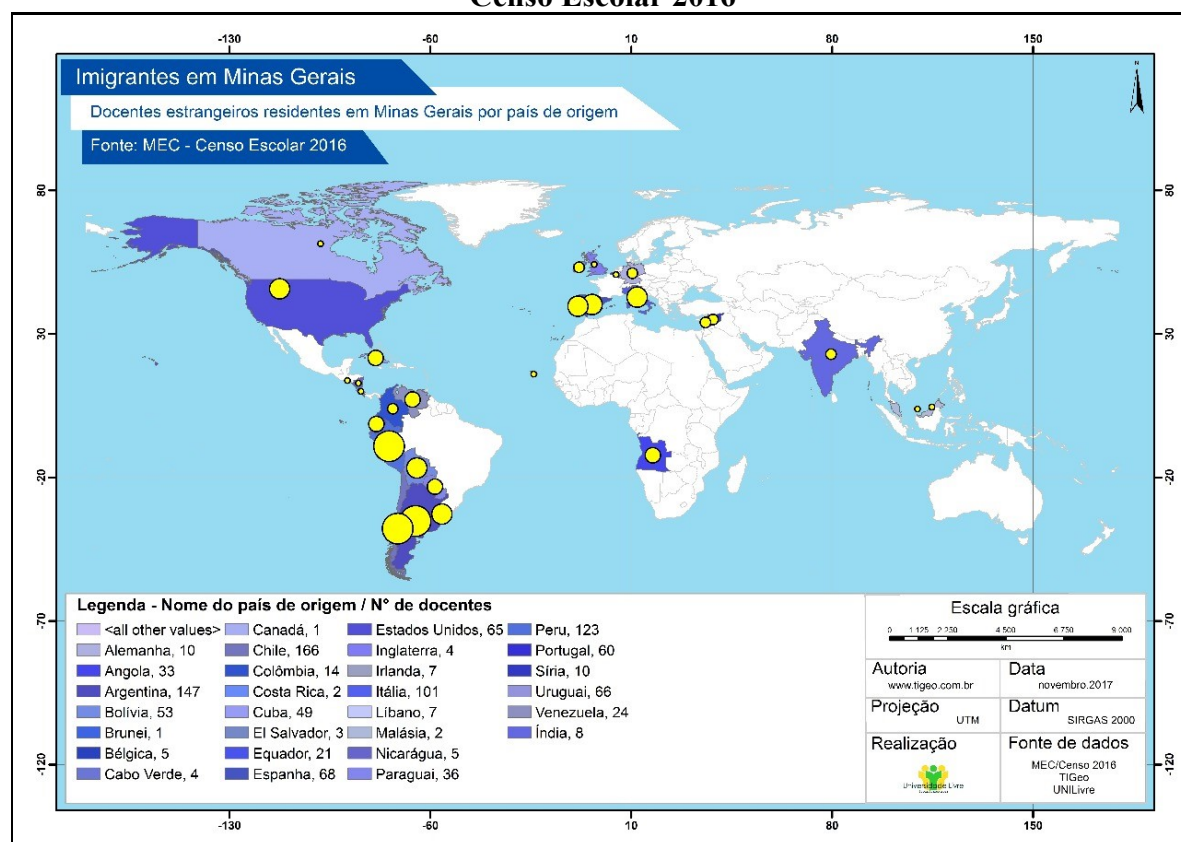 Censo Escolar 2016
-130 -60 10 80 150
Imigrantes em Minas Gerais
Docentes estrangeiros residentes em Minas Gerais por país de origem
Fonte: MEC - Censo Escolar 2016
N
80 80
30 30
-20 -20
-70 -70
-120 -120
Legenda - Nome do país de origem / N° de docentes
<all other values>
Alemanha, 10
Angola, 33
Argentina, 147
Bolívia, 53
Brunei, 1
Bélgica, 5
Cabo Verde, 4
Canadá, 1
Chile, 166
Colômbia, 14
Costa Rica, 2
Cuba, 49
El Salvador, 3
Equador, 21
Espanha, 68
Estados Unidos, 65
Inglaterra, 4
Irlanda, 7
Itália, 101
Líbano, 7
Malásia, 2
Nicarágua, 5
Paraguai, 36
Peru, 123
Portugal, 60
Síria, 10
Uruguai, 66
Venezuela, 24
Índia, 8
Escala gráfica
0 1.125 2.250 4.500 6.750 9.000
km
Autoria
www.tigeo.com.br
Data
novembro.2017
Projeção
UTM
Datum
SIRGAS 2000
Realização
Universidade Livre
Fonte de dados
MEC/Censo 2016
TIGeo
UNILivre
-130 -60 10 80 150